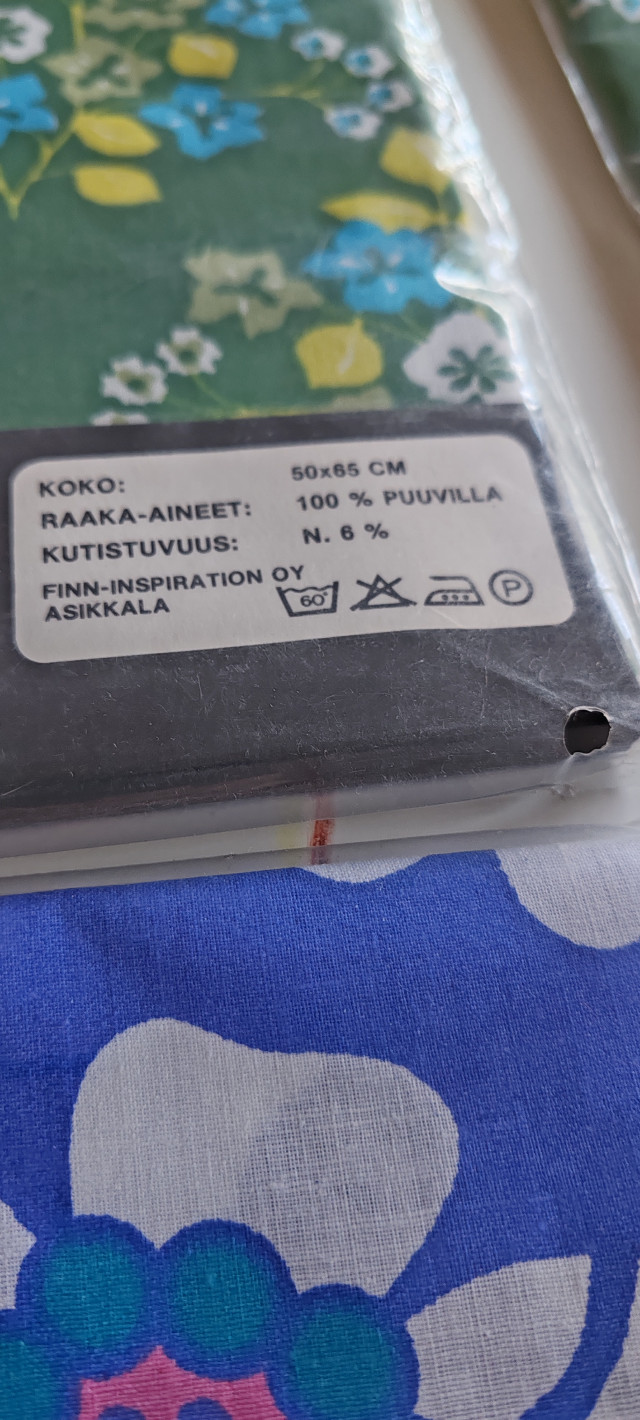 KOKO: 50x65 CM
RAAKA-AINEET: 100 % PUUVILLA
KUTISTUVUUS: N. 6 %
FINN-INSPIRATION OY
ASIKKALA
60° P